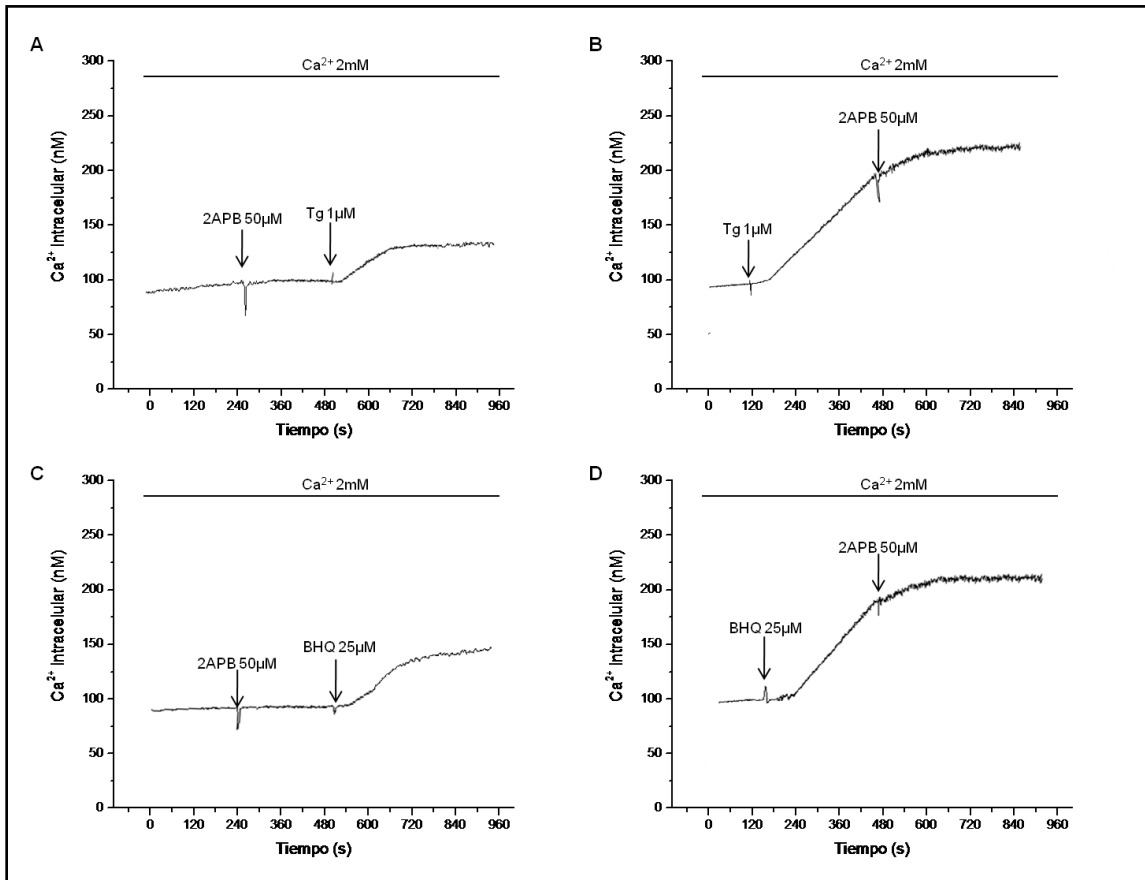 A
Ca²⁺ 2mM
300
250
200
150
100
50
0
Ca²⁺ Intracelular (nM)
2APB 50µM
Tg 1µM
0 120 240 360 480 600 720 840 960
Tiempo (s)
B
Ca²⁺ 2mM
300
250
200
150
100
50
0
Ca²⁺ Intracelular (nM)
2APB 50µM
Tg 1µM
0 120 240 360 480 600 720 840 960
Tiempo (s)
C
Ca²⁺ 2mM
300
250
200
150
100
50
0
Ca²⁺ Intracelular (nM)
2APB 50µM
BHQ 25µM
0 120 240 360 480 600 720 840 960
Tiempo (s)
D
Ca²⁺ 2mM
300
250
200
150
100
50
0
Ca²⁺ Intracelular (nM)
2APB 50µM
BHQ 25µM
0 120 240 360 480 600 720 840 960
Tiempo (s)